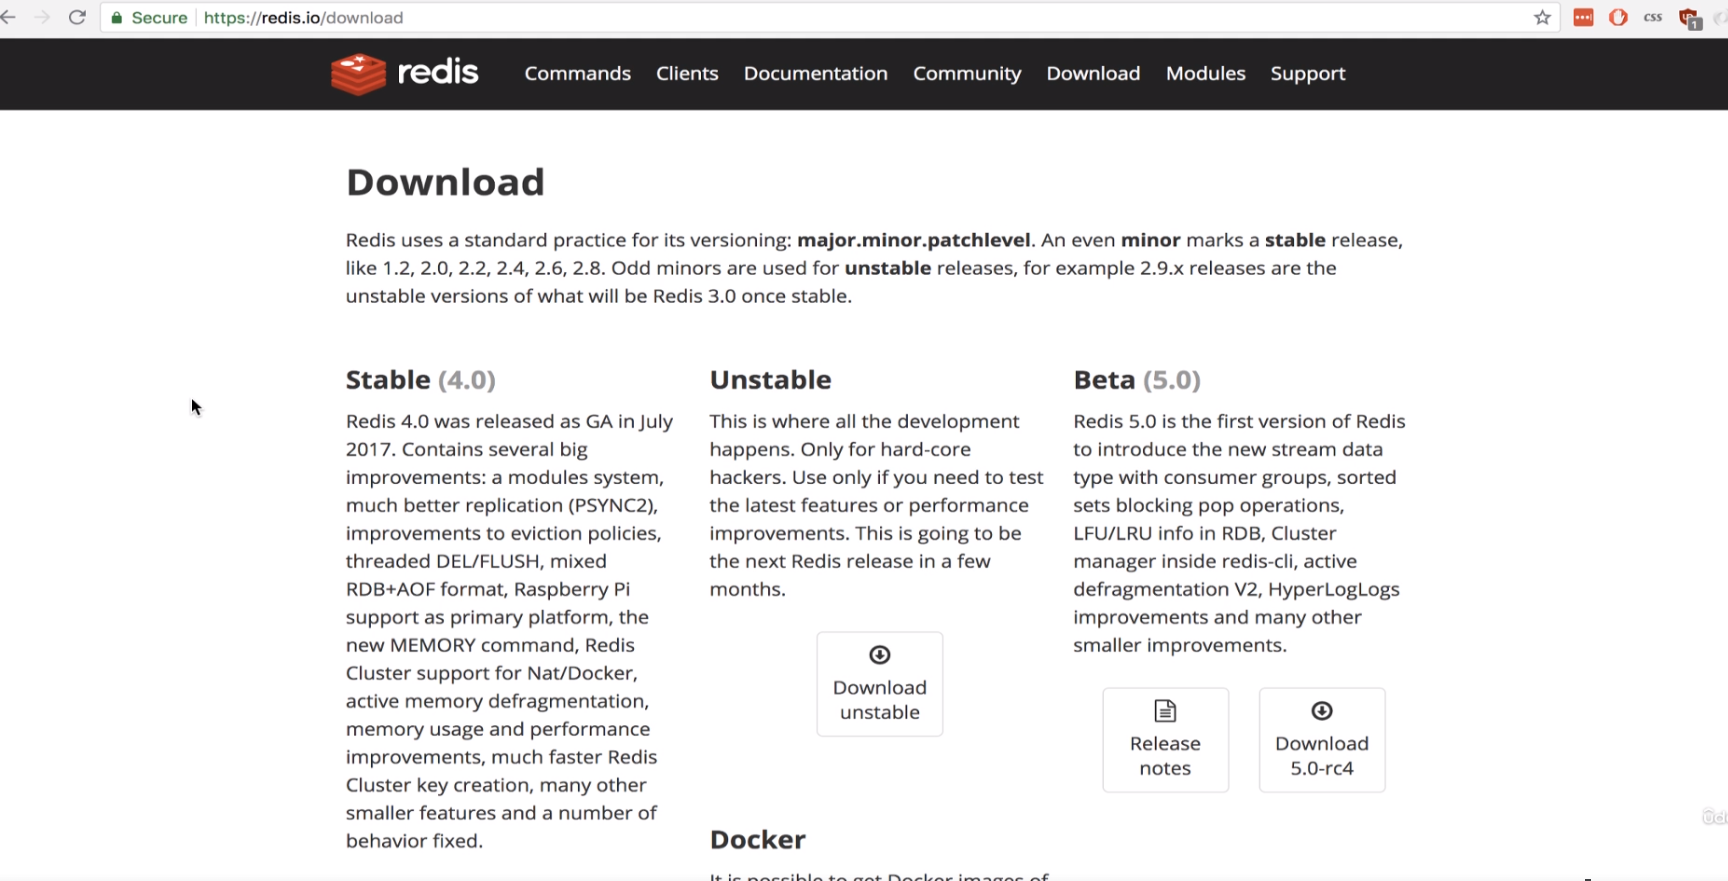 Secure https://redis.io/download
css
1
redis
Commands Clients Documentation Community Download Modules Support
Download
Redis uses a standard practice for its versioning: major.minor.patchlevel. An even minor marks a stable release,
like 1.2, 2.0, 2.2, 2.4, 2.6, 2.8. Odd minors are used for unstable releases, for example 2.9.x releases are the
unstable versions of what will be Redis 3.0 once stable.
Stable (4.0)
Redis 4.0 was released as GA in July
2017. Contains several big
improvements: a modules system,
much better replication (PSYNC2),
improvements to eviction policies,
threaded DEL/FLUSH, mixed
RDB+AOF format, Raspberry Pi
support as primary platform, the
new MEMORY command, Redis
Cluster support for Nat/Docker,
active memory defragmentation,
memory usage and performance
improvements, much faster Redis
Cluster key creation, many other
smaller features and a number of
behavior fixed.
Unstable
This is where all the development
happens. Only for hard-core
hackers. Use only if you need to test
the latest features or performance
improvements. This is going to be
the next Redis release in a few
months.
Download
unstable
Docker
It is possible to get Docker images of
Beta (5.0)
Redis 5.0 is the first version of Redis
to introduce the new stream data
type with consumer groups, sorted
sets blocking pop operations,
LFU/LRU info in RDB, Cluster
manager inside redis-cli, active
defragmentation V2, HyperLogLogs
improvements and many other
smaller improvements.
Release
notes
Download
5.0-rc4